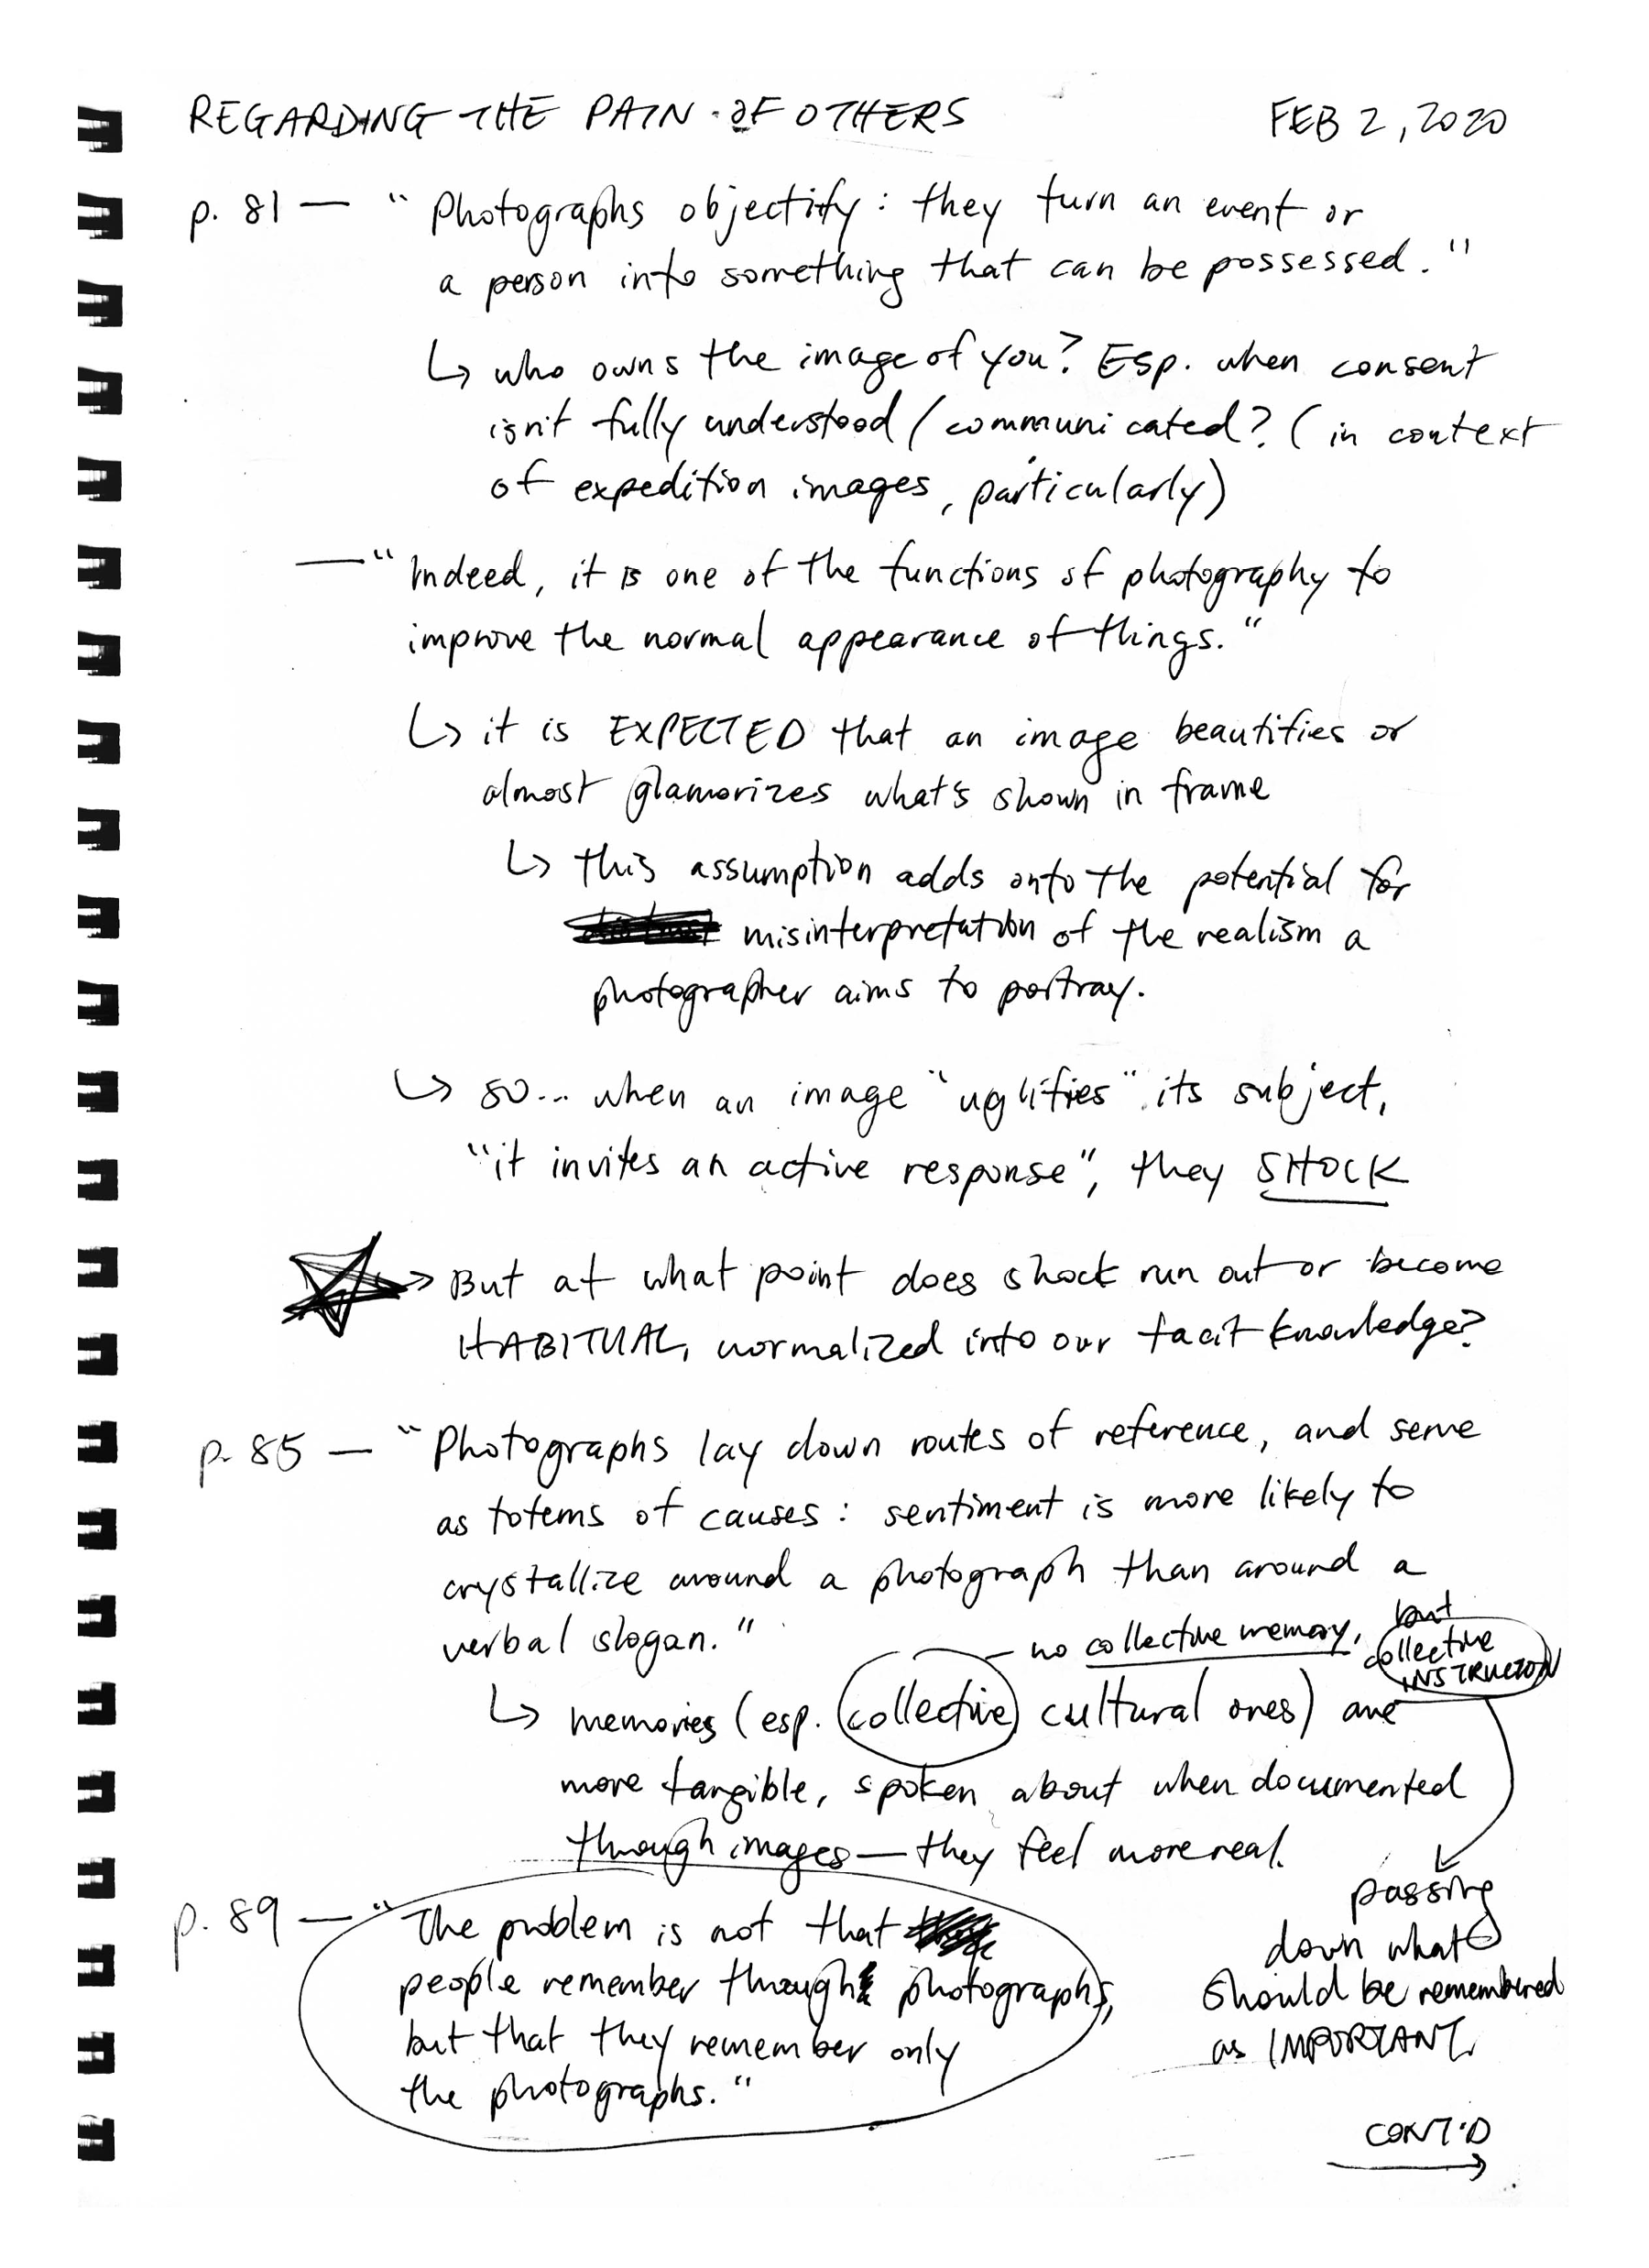 REGARDING THE PAIN OF OTHERS FEB 2, 2020
p. 81 — "Photographs objectify: they turn an event or
a person into something that can be possessed."
↳ who owns the image of you? Esp. when consent
isn't fully understood / communicated? (in context
of expedition images, particularly)
— "Indeed, it is one of the functions of photography to
improve the normal appearance of things."
↳ it is EXPECTED that an image beautifies or
almost glamorizes what's shown in frame
↳ this assumption adds onto the potential for
misinterpretation of the realism a
photographer aims to portray.
↳ so... when an image "uglifies" its subject,
"it invites an active response", they SHOCK
→ But at what point does shock run out or become
HABITUAL, normalized into our tacit knowledge?
p. 85 — "Photographs lay down routes of reference, and serve
as totems of causes: sentiment is more likely to
crystallize around a photograph than around a
verbal slogan."
— no collective memory, but
collective
INSTRUCTION
↳ memories (esp. collective cultural ones) are
more tangible, spoken about when documented
through images — they feel more real.
passing
down what
should be remembered
as IMPORTANT.
p. 89 — "The problem is not that
people remember through photographs,
but that they remember only
the photographs."
CONT'D